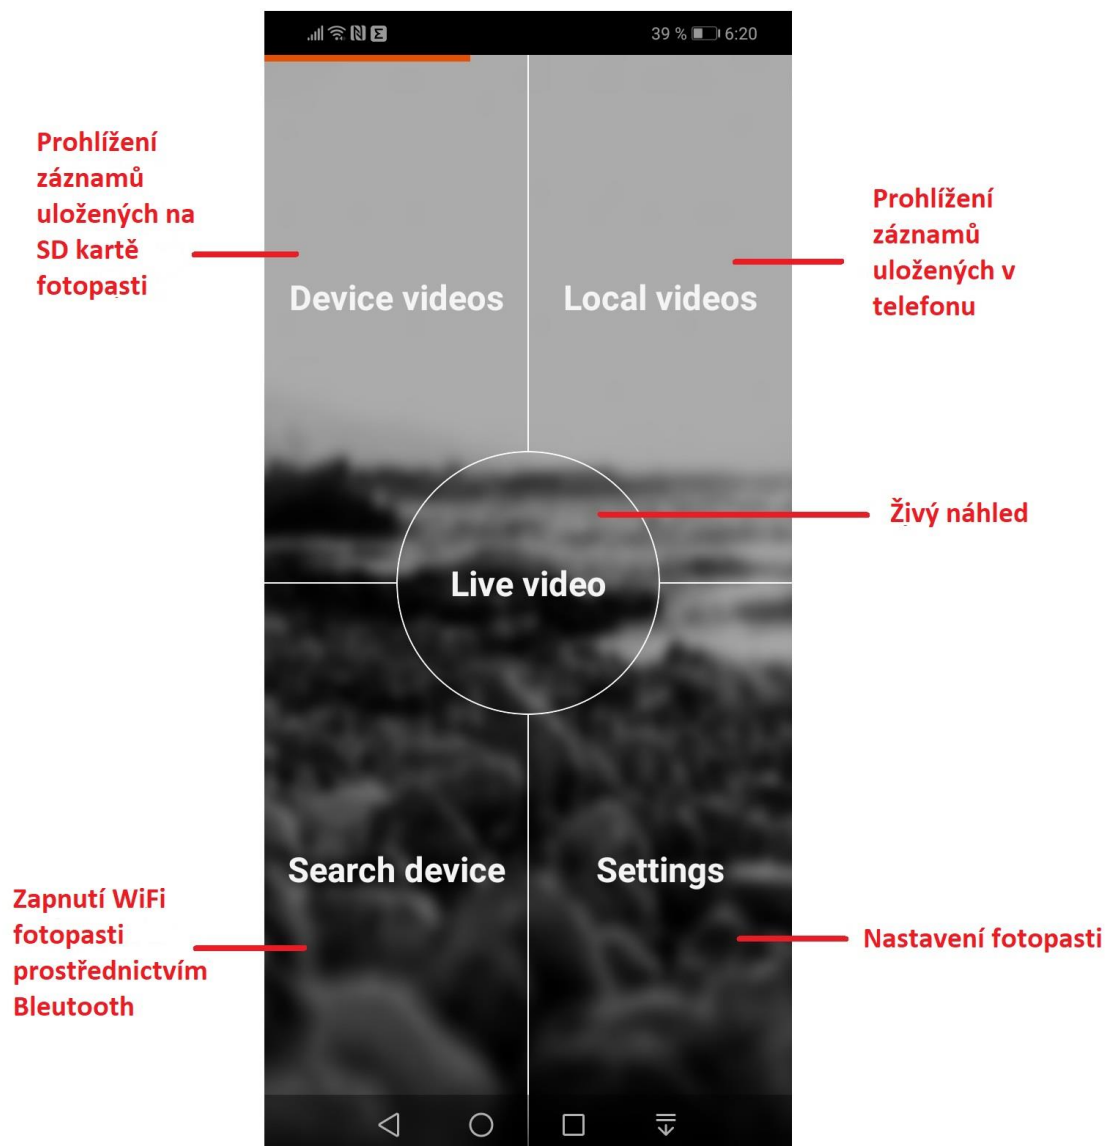 39 % 6:20
Prohlížení
záznamů
uložených na
SD kartě
fotopasti
Prohlížení
záznamů
uložených v
telefonu
Device videos
Local videos
Živý náhled
Live video
Search device
Settings
Zapnutí WiFi
fotopasti
prostřednictvím
Bleutooth
Nastavení fotopasti